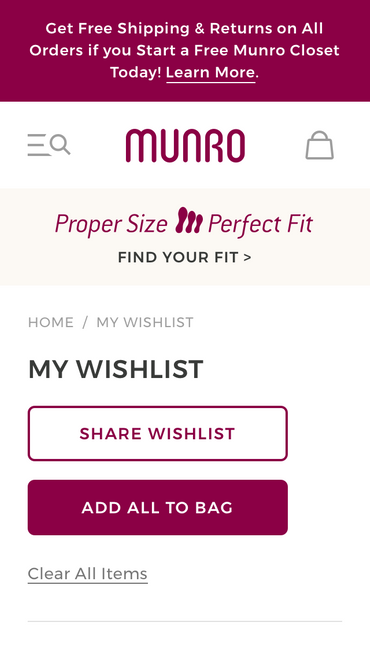 Get Free Shipping & Returns on All
Orders if you Start a Free Munro Closet
Today! Learn More.
MUNRO
Proper Size Perfect Fit
FIND YOUR FIT >
HOME / MY WISHLIST
MY WISHLIST
SHARE WISHLIST
ADD ALL TO BAG
Clear All Items